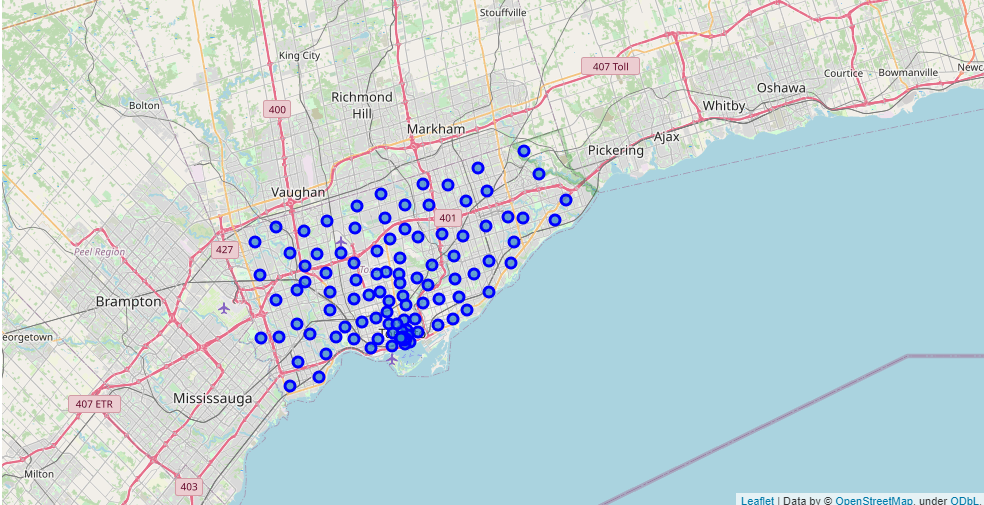 Stouffville
King City
407 Toll
Courtice
Bowmanville
Newca
Oshawa
Bolton
400
Richmond
Hill
Whitby
Markham
Ajax
Pickering
Vaughan
401
427
Peel Region
Brampton
eorgetown
Mississauga
407 ETR
Milton
403
Leaflet | Data by © OpenStreetMap, under ODbL.